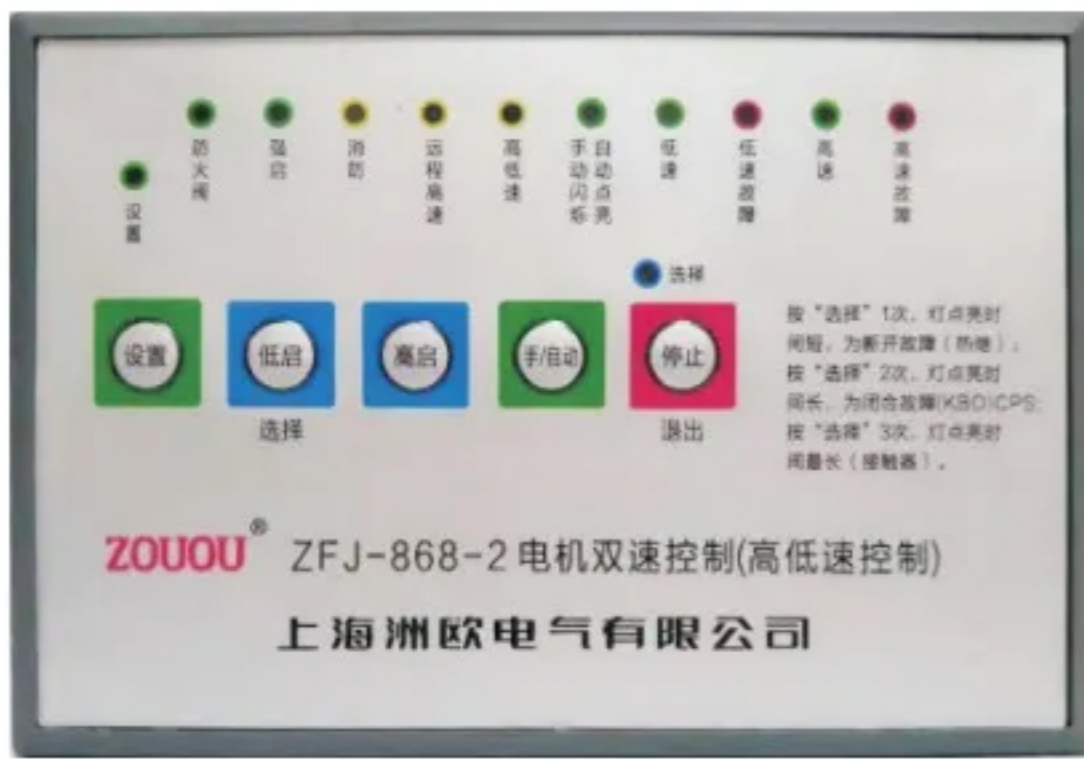 防火阀
强启
消防
远程高速
高低速
手动闪烁
自动点亮
低速
低速故障
高速
高速故障
设置
选择
设置
低启
高启
手/自动
停止
选择
退出
按“选择”1次，灯点亮时
间短，为断开故障(热继)，
按“选择”2次，灯点亮时
间长，为闭合故障(KBO)CPS;
按“选择”3次，灯点亮时
间最长(接触器)。
ZOUOU® ZFJ-868-2电机双速控制(高低速控制)
上海洲欧电气有限公司